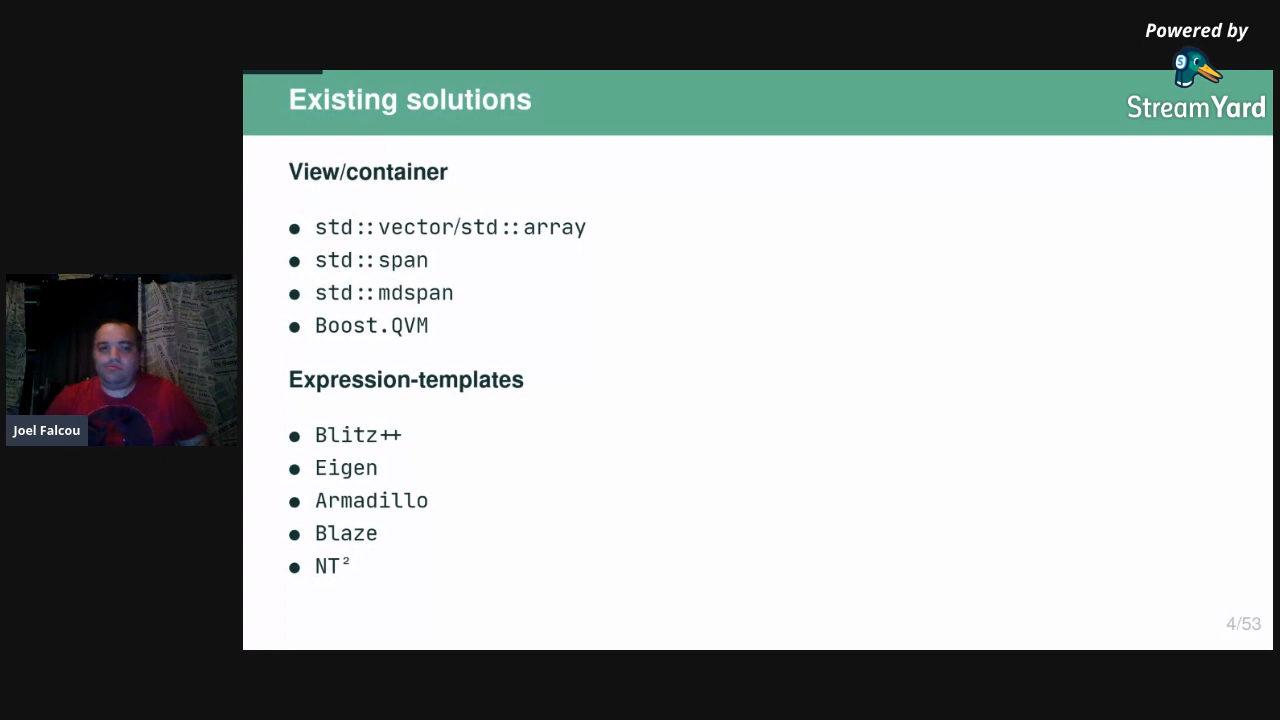 Powered by
StreamYard
Existing solutions
View/container
● std::vector/std::array
● std::span
● std::mdspan
● Boost.QVM
Expression-templates
● Blitz++
● Eigen
● Armadillo
● Blaze
● NT²
Joel Falcou
4/53